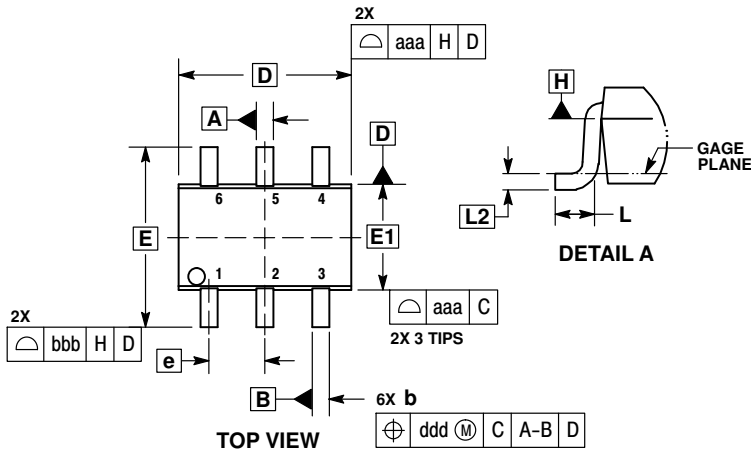 2X
⌓ aaa H D
D
A
D
6 5 4
E
E1
1 2 3
⌓ aaa C
2X 3 TIPS
2X
⌓ bbb H D
e
B
6X b
⌖ ddd Ⓜ C A-B D
TOP VIEW
H
GAGE
PLANE
L2
L
DETAIL A